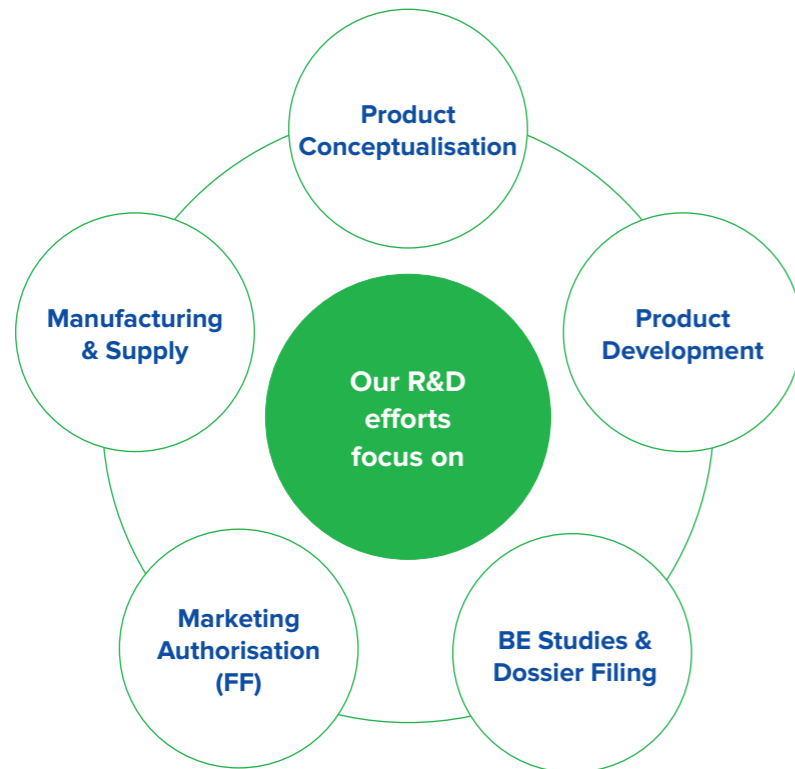 Product
Conceptualisation
Product
Development
BE Studies &
Dossier Filing
Marketing
Authorisation
(FF)
Manufacturing
& Supply
Our R&D
efforts
focus on